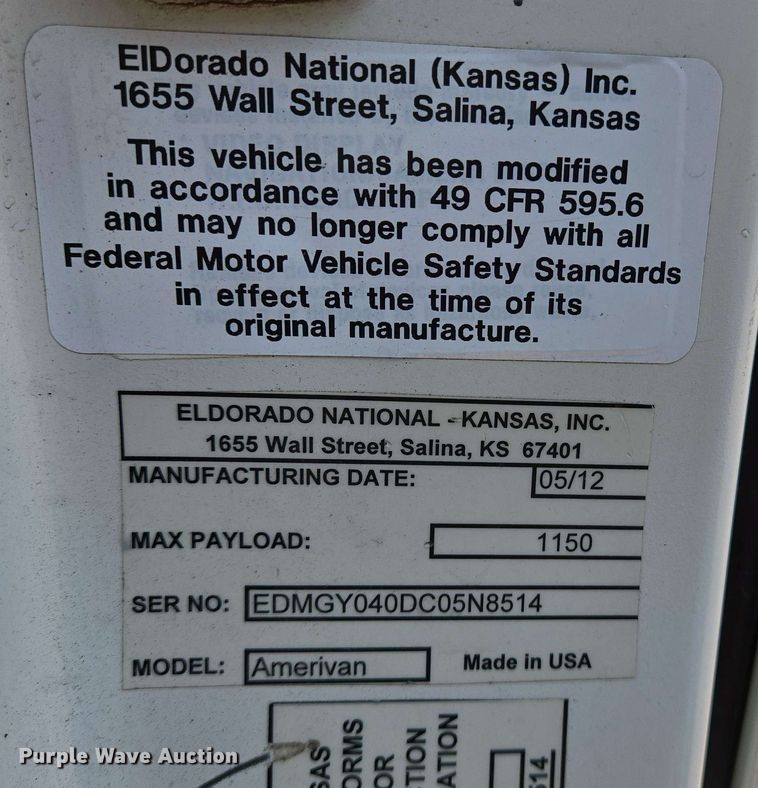 ElDorado National (Kansas) Inc.
1655 Wall Street, Salina, Kansas
This vehicle has been modified
in accordance with 49 CFR 595.6
and may no longer comply with all
Federal Motor Vehicle Safety Standards
in effect at the time of its
original manufacture.
ELDORADO NATIONAL - KANSAS, INC.
1655 Wall Street, Salina, KS 67401
MANUFACTURING DATE: 05/12
MAX PAYLOAD: 1150
SER NO: EDMGY040DC05N8514
MODEL: Amerivan Made in USA
Purple Wave Auction